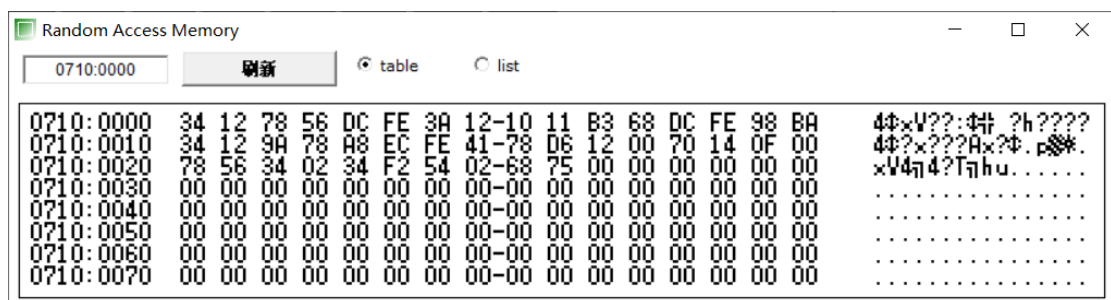 Random Access Memory
0710:0000 刷新 table list
0710:0000 34 12 78 56 DC FE 3A 12-10 11 B3 68 DC FE 98 BA 4‡xV??:‡╬ ?h????
0710:0010 34 12 9A 78 A8 EC FE 41-78 D6 12 00 70 14 0F 00 4‡?x???Ax?‡.p▓☼.
0710:0020 78 56 34 02 34 F2 54 02-68 75 00 00 00 00 00 00 xV4╗4?T╗hu......
0710:0030 00 00 00 00 00 00 00 00-00 00 00 00 00 00 00 00 ................
0710:0040 00 00 00 00 00 00 00 00-00 00 00 00 00 00 00 00 ................
0710:0050 00 00 00 00 00 00 00 00-00 00 00 00 00 00 00 00 ................
0710:0060 00 00 00 00 00 00 00 00-00 00 00 00 00 00 00 00 ................
0710:0070 00 00 00 00 00 00 00 00-00 00 00 00 00 00 00 00 ................